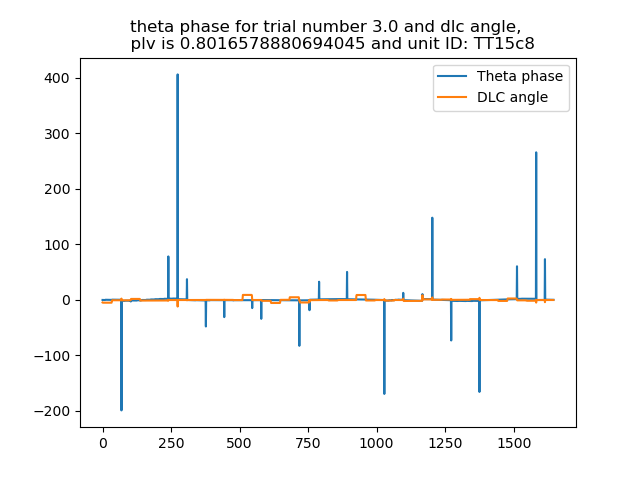 theta phase for trial number 3.0 and dlc angle,
plv is 0.8016578880694045 and unit ID: TT15c8
Theta phase
DLC angle
400
300
200
100
0
−100
−200
0 250 500 750 1000 1250 1500